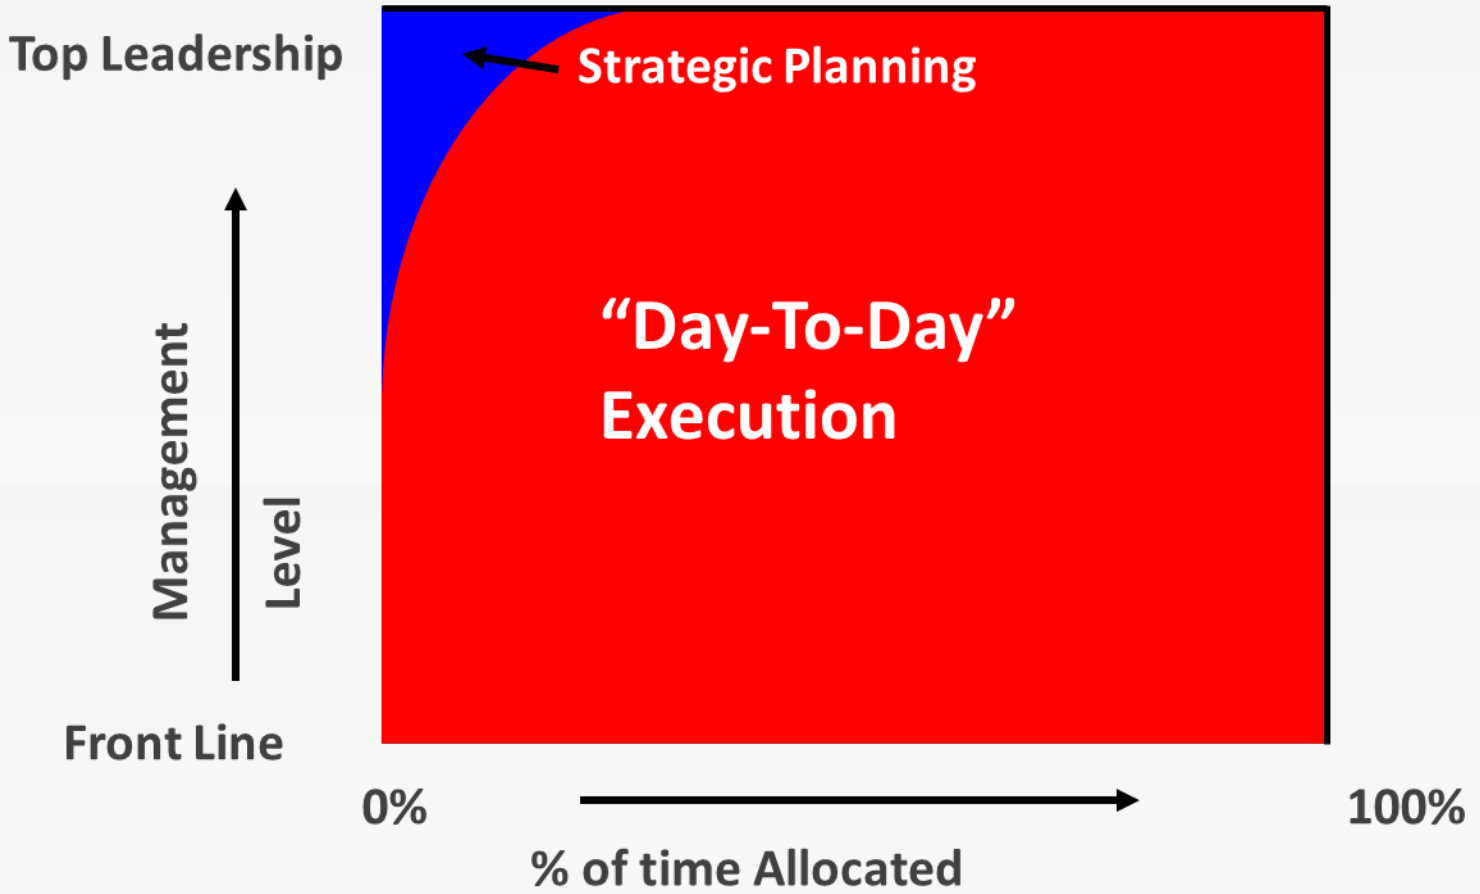 Top Leadership
Strategic Planning
“Day-To-Day”
Execution
Management
Level
Front Line
0%
100%
% of time Allocated